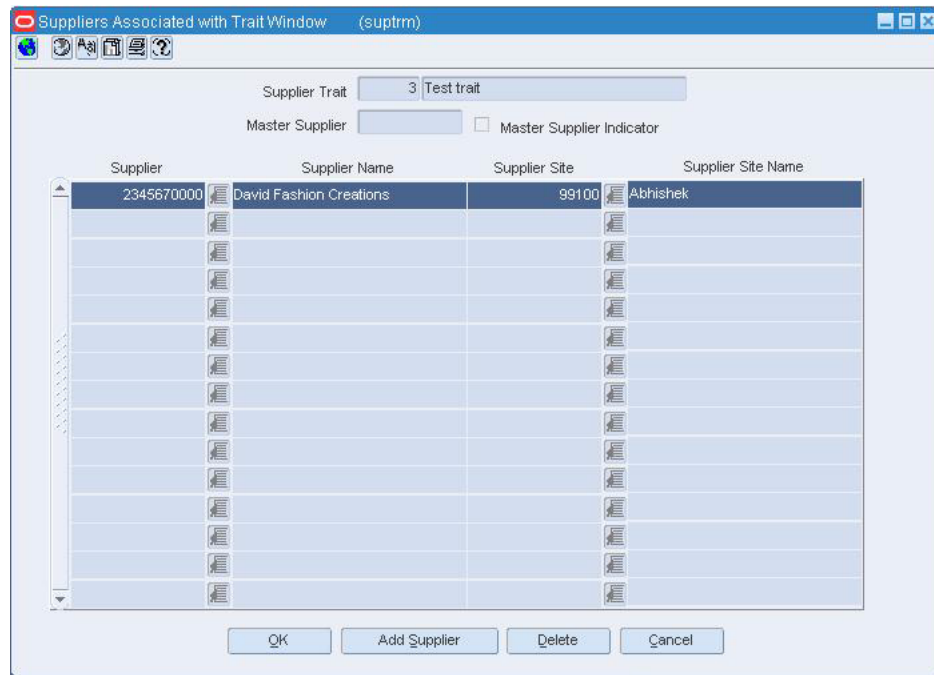 Suppliers Associated with Trait Window (suptrm)
Supplier Trait 3 Test trait
Master Supplier Master Supplier Indicator
Supplier Supplier Name Supplier Site Supplier Site Name
2345670000 David Fashion Creations 99100 Abhishek
OK Add Supplier Delete Cancel